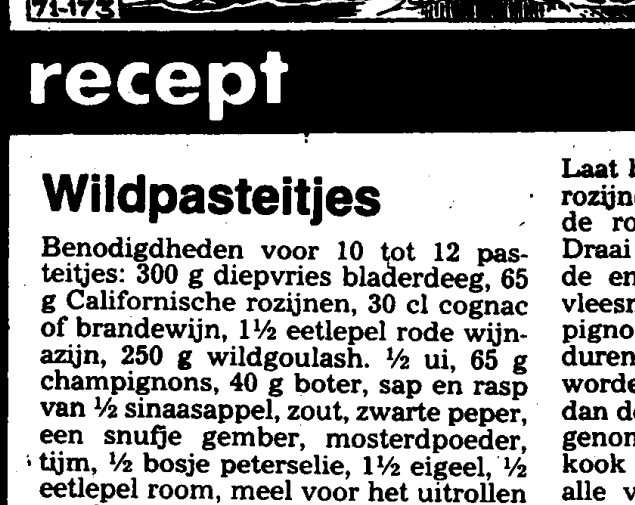 71-173
recept
Wildpasteitjes
Benodigdheden voor 10 tot 12 pas-
teitjes: 300 g diepvries bladerdeeg, 65
g Californische rozijnen, 30 cl cognac
of brandewijn, 1½ eetlepel rode wijn-
azijn, 250 g wildgoulash. ½ ui, 65 g
champignons, 40 g boter, sap en rasp
van ½ sinaasappel, zout, zwarte peper,
een snufje gember, mosterdpoeder,
tijm, ½ bosje peterselie, 1½ eigeel, ½
eetlepel room, meel voor het uitrollen
Laat
rozijn
de ro
Draai
de en
vlees
pigno
duren
worde
dan d
genom
kook
alle v